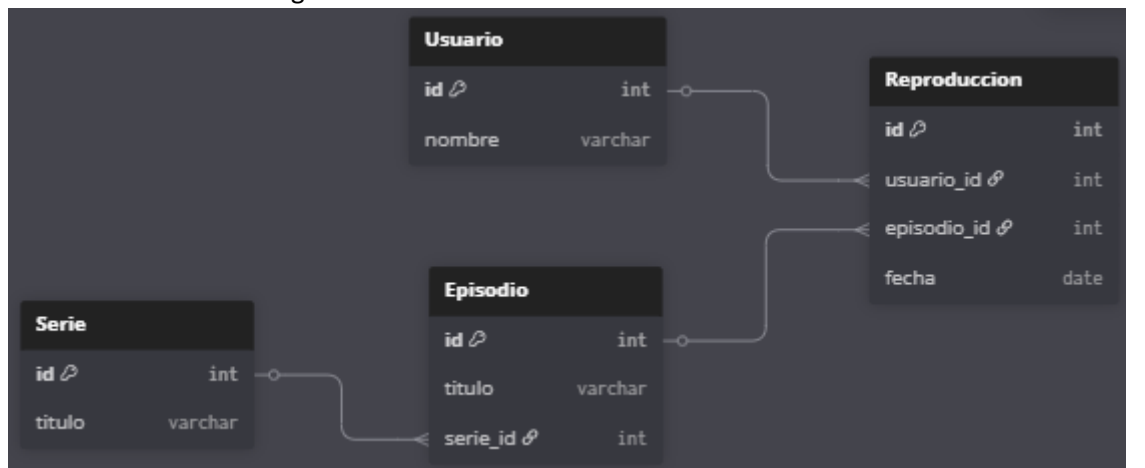 g
Usuario
id int
nombre varchar
Reproduccion
id int
usuario_id int
episodio_id int
fecha date
Episodio
id int
titulo varchar
serie_id int
Serie
id int
titulo varchar